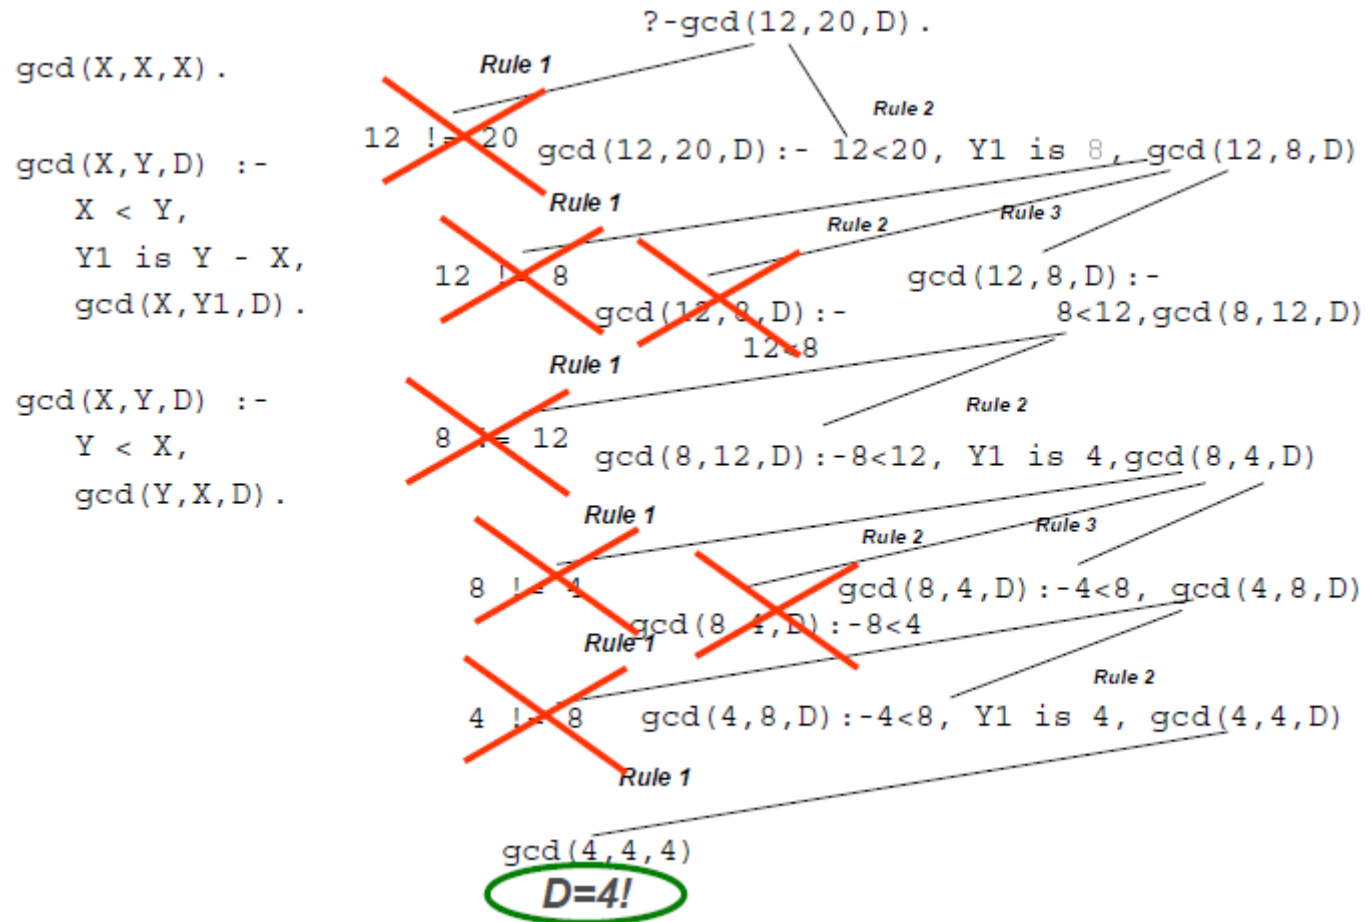 ?-gcd(12,20,D).
gcd(X,X,X).
Rule 1
Rule 2
12 != 20
gcd(12,20,D):- 12<20, Y1 is 8, gcd(12,8,D)
gcd(X,Y,D) :-
X < Y,
Y1 is Y - X,
gcd(X,Y1,D).
Rule 1
Rule 2
Rule 3
12 != 8
gcd(12,8,D):-
12<8
gcd(12,8,D):-
8<12,gcd(8,12,D)
gcd(X,Y,D) :-
Y < X,
gcd(Y,X,D).
Rule 1
Rule 2
8 != 12
gcd(8,12,D):-8<12, Y1 is 4,gcd(8,4,D)
Rule 1
Rule 2
Rule 3
8 != 4
gcd(8,4,D):-8<4
gcd(8,4,D):-4<8, gcd(4,8,D)
Rule 1
Rule 2
4 != 8
gcd(4,8,D):-4<8, Y1 is 4, gcd(4,4,D)
Rule 1
gcd(4,4,4)
D=4!